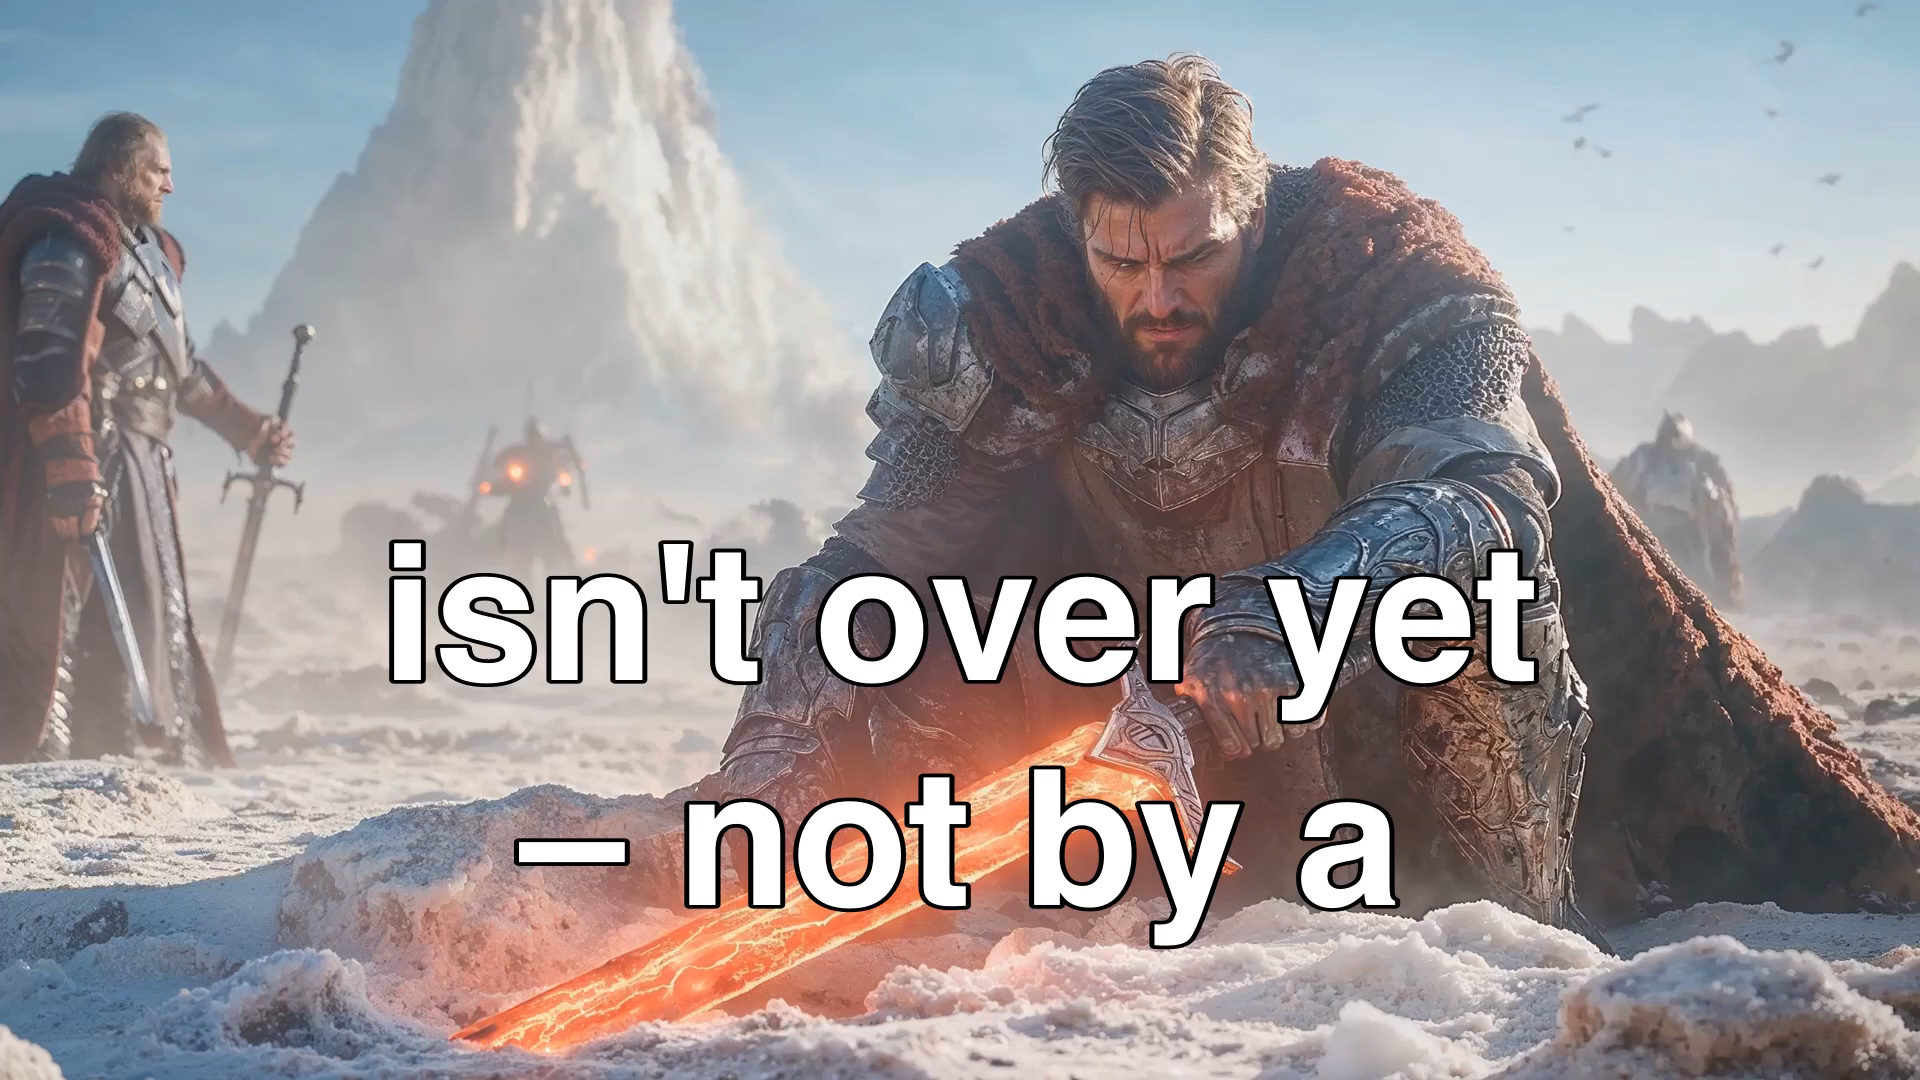 isn't over yet
– not by a